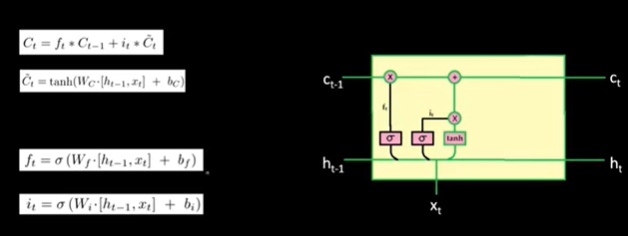 C_t = f_t * C_{t-1} + i_t * C̃_t
C̃_t = tanh(W_C·[h_{t-1}, x_t] + b_C)
f_t = σ (W_f·[h_{t-1}, x_t] + b_f)
i_t = σ (W_i·[h_{t-1}, x_t] + b_i)
C_{t-1} x + C_t
f_t i_t x
σ σ tanh
h_{t-1} h_t
x_t